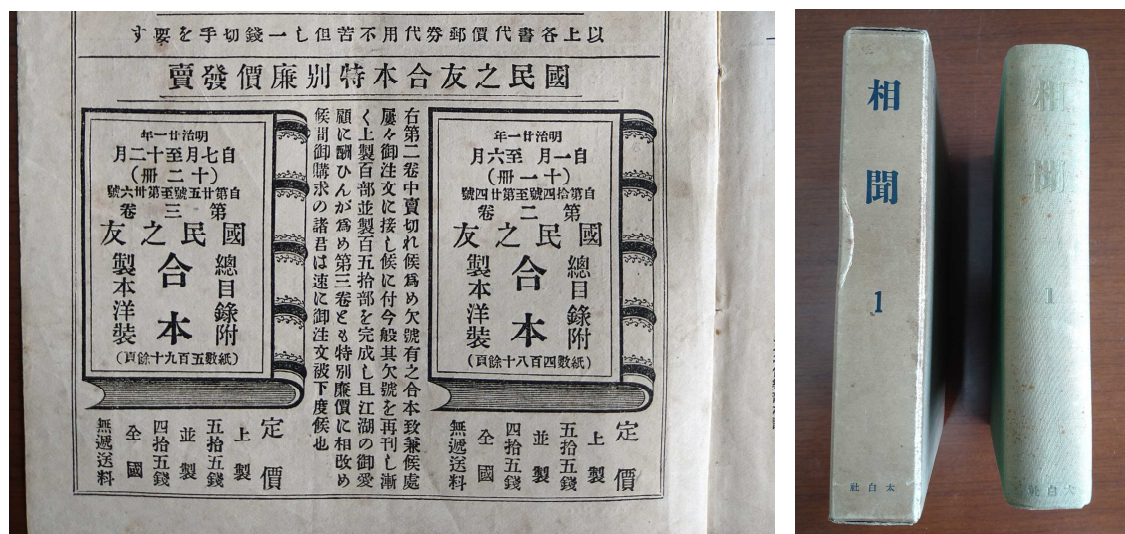 以上各書代價郵券代用不苦但し一錢切手を要す
國民之友合本特別廉價發賣
明治廿一年
自一月至六月
(十一冊)
自第拾四號至第廿四號
第二卷
國民之友
總目錄附
合本
製本洋裝
(紙數四百八十餘頁)
定價
上製
五拾五錢
並製
四拾五錢
全國
無遞送料
右第二卷中賣切れ候爲め欠號有之合本致兼候處
屢々御注文に接し候に付今般其欠號を再刊し漸
く上製百部並製百五拾部を完成し且江湖の御愛
顧に酬ひんが爲め第三卷とも特別廉價に相改め
候間御購求の諸君は速に御注文被下度候也
明治廿一年
自七月至十二月
(十二冊)
自第廿五號至第卅六號
第三卷
國民之友
總目錄附
合本
製本洋裝
(紙數五百九十餘頁)
定價
上製
五拾五錢
並製
四拾五錢
全國
無遞送料
相聞
1
太白社
相聞
1
太白社